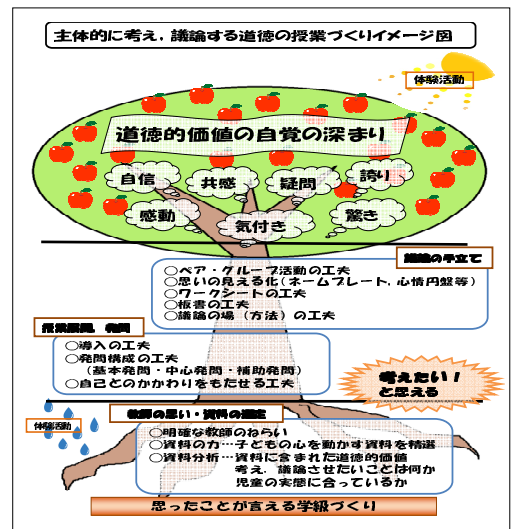 主体的に考え，議論する道徳の授業づくりイメージ図
体験活動
道徳的価値の自覚の深まり
自信
共感
疑問
誇り
感動
気付き
驚き
議論の手立て
○ペア・グループ活動の工夫
○思いの見える化（ネームプレート，心情円盤等）
○ワークシートの工夫
○板書の工夫
○議論の場（方法）の工夫
授業展開，発問
○導入の工夫
○発問構成の工夫
（基本発問・中心発問・補助発問）
○自己とのかかわりをもたせる工夫
考えたい！
と思える
教師の思い・資料の選定
体験活動
○明確な教師のねらい
○資料の力…子どもの心を動かす資料を精選
○資料分析…資料に含まれた道徳的価値
考え，議論させたいことは何か
児童の実態に合っているか
思ったことが言える学級づくり